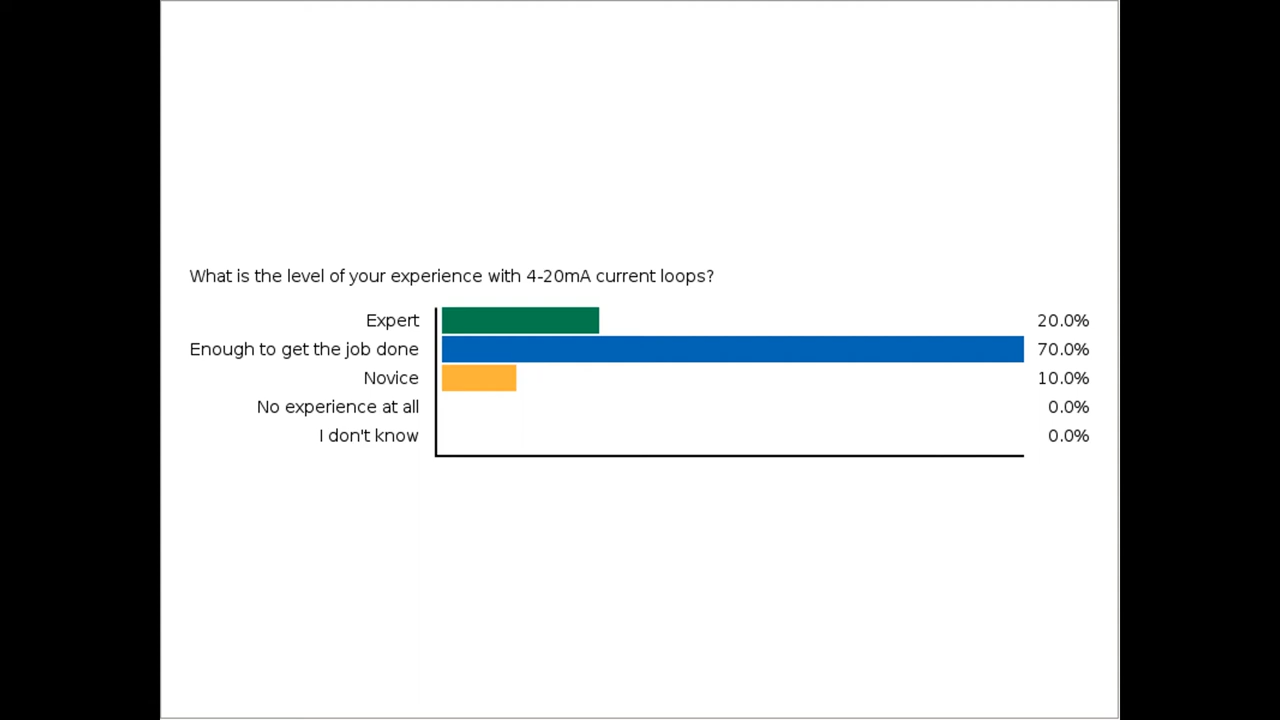 What is the level of your experience with 4-20mA current loops?
Expert 20.0%
Enough to get the job done 70.0%
Novice 10.0%
No experience at all 0.0%
I don't know 0.0%